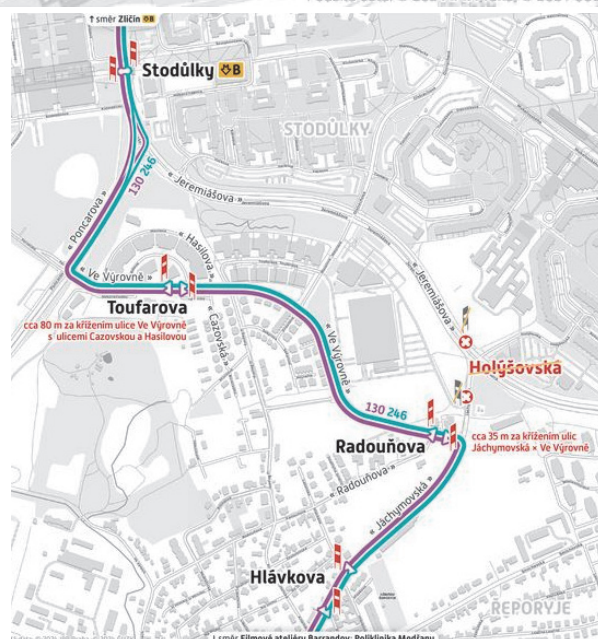 ↑ směr Zličín B
Stodůlky B
STODŮLKY
130 246
Jeremiášova »
« Poncarova »
Jeremiášova »
« Ve Výrovně »
Hasilova »
Toufarova
cca 80 m za křížením ulice Ve Výrovně
s ulicemi Cazovskou a Hasilovou
Cazovská »
« Ve Výrovně »
Holýšovská
130 246
Radouňova
cca 35 m za křížením ulic
Jáchymovská × Ve Výrovně
« Radouňova »
« Jáchymovská »
Hlávkova
REPORYJE
↓ směr Filmové ateliéry Barrandov; Poliklinika Modřany